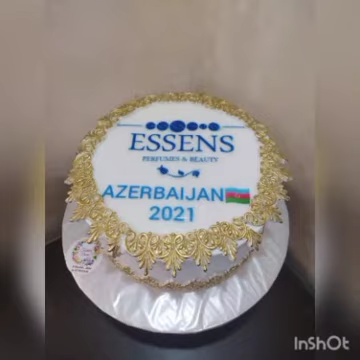 ESSENS
PERFUMES & BEAUTY
AZERBAIJAN
2021
InShOt